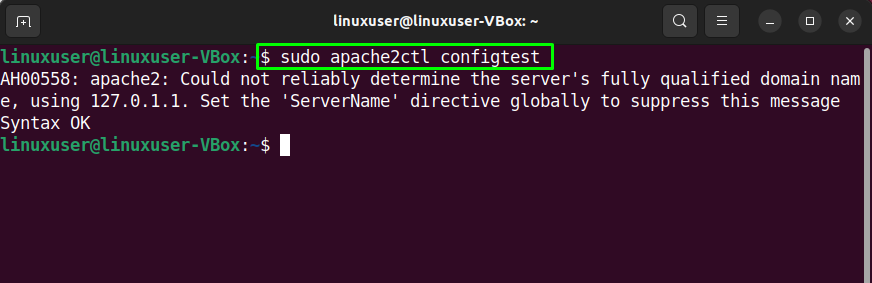 linuxuser@linuxuser-VBox: ~
linuxuser@linuxuser-VBox:~$ sudo apache2ctl configtest
AH00558: apache2: Could not reliably determine the server's fully qualified domain nam
e, using 127.0.1.1. Set the 'ServerName' directive globally to suppress this message
Syntax OK
linuxuser@linuxuser-VBox:~$